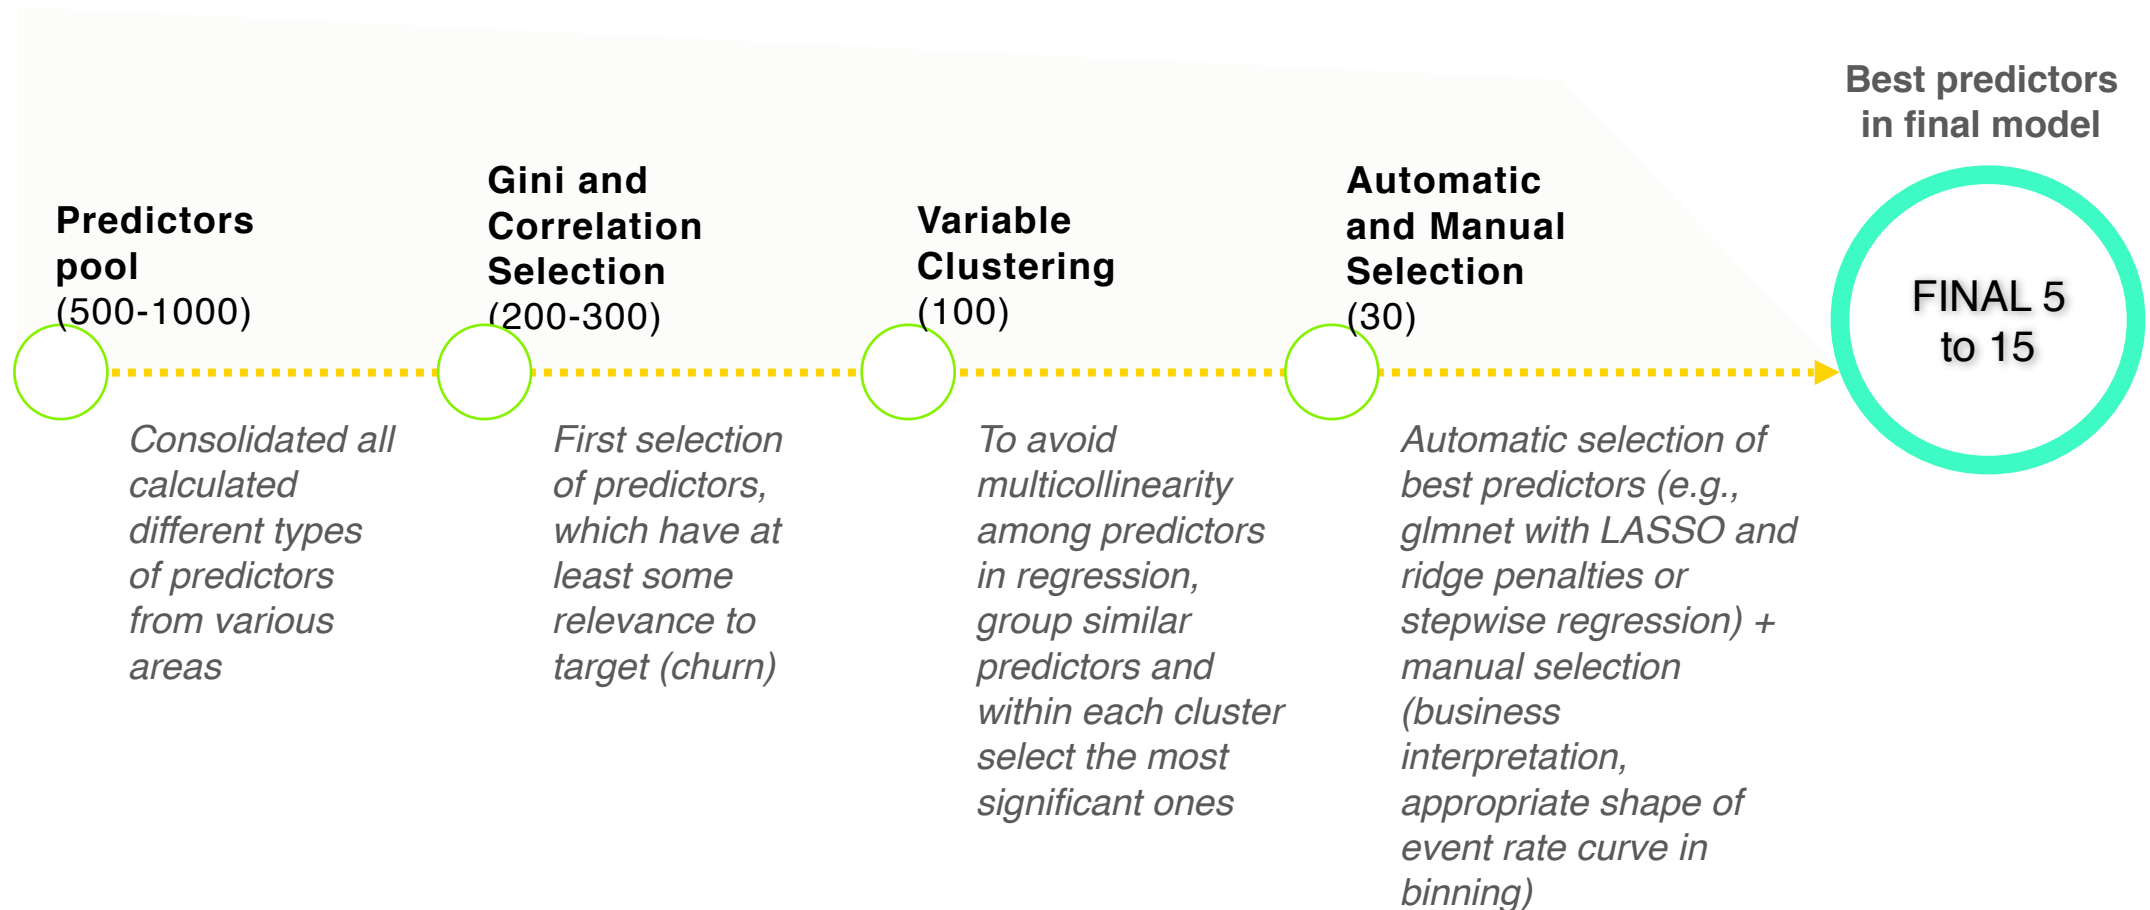 Predictors
pool
(500-1000)
Consolidated all
calculated
different types
of predictors
from various
areas
Gini and
Correlation
Selection
(200-300)
First selection
of predictors,
which have at
least some
relevance to
target (churn)
Variable
Clustering
(100)
To avoid
multicollinearity
among predictors
in regression,
group similar
predictors and
within each cluster
select the most
significant ones
Automatic
and Manual
Selection
(30)
Automatic selection of
best predictors (e.g.,
glmnet with LASSO and
ridge penalties or
stepwise regression) +
manual selection
(business
interpretation,
appropriate shape of
event rate curve in
binning)
Best predictors
in final model
FINAL 5
to 15